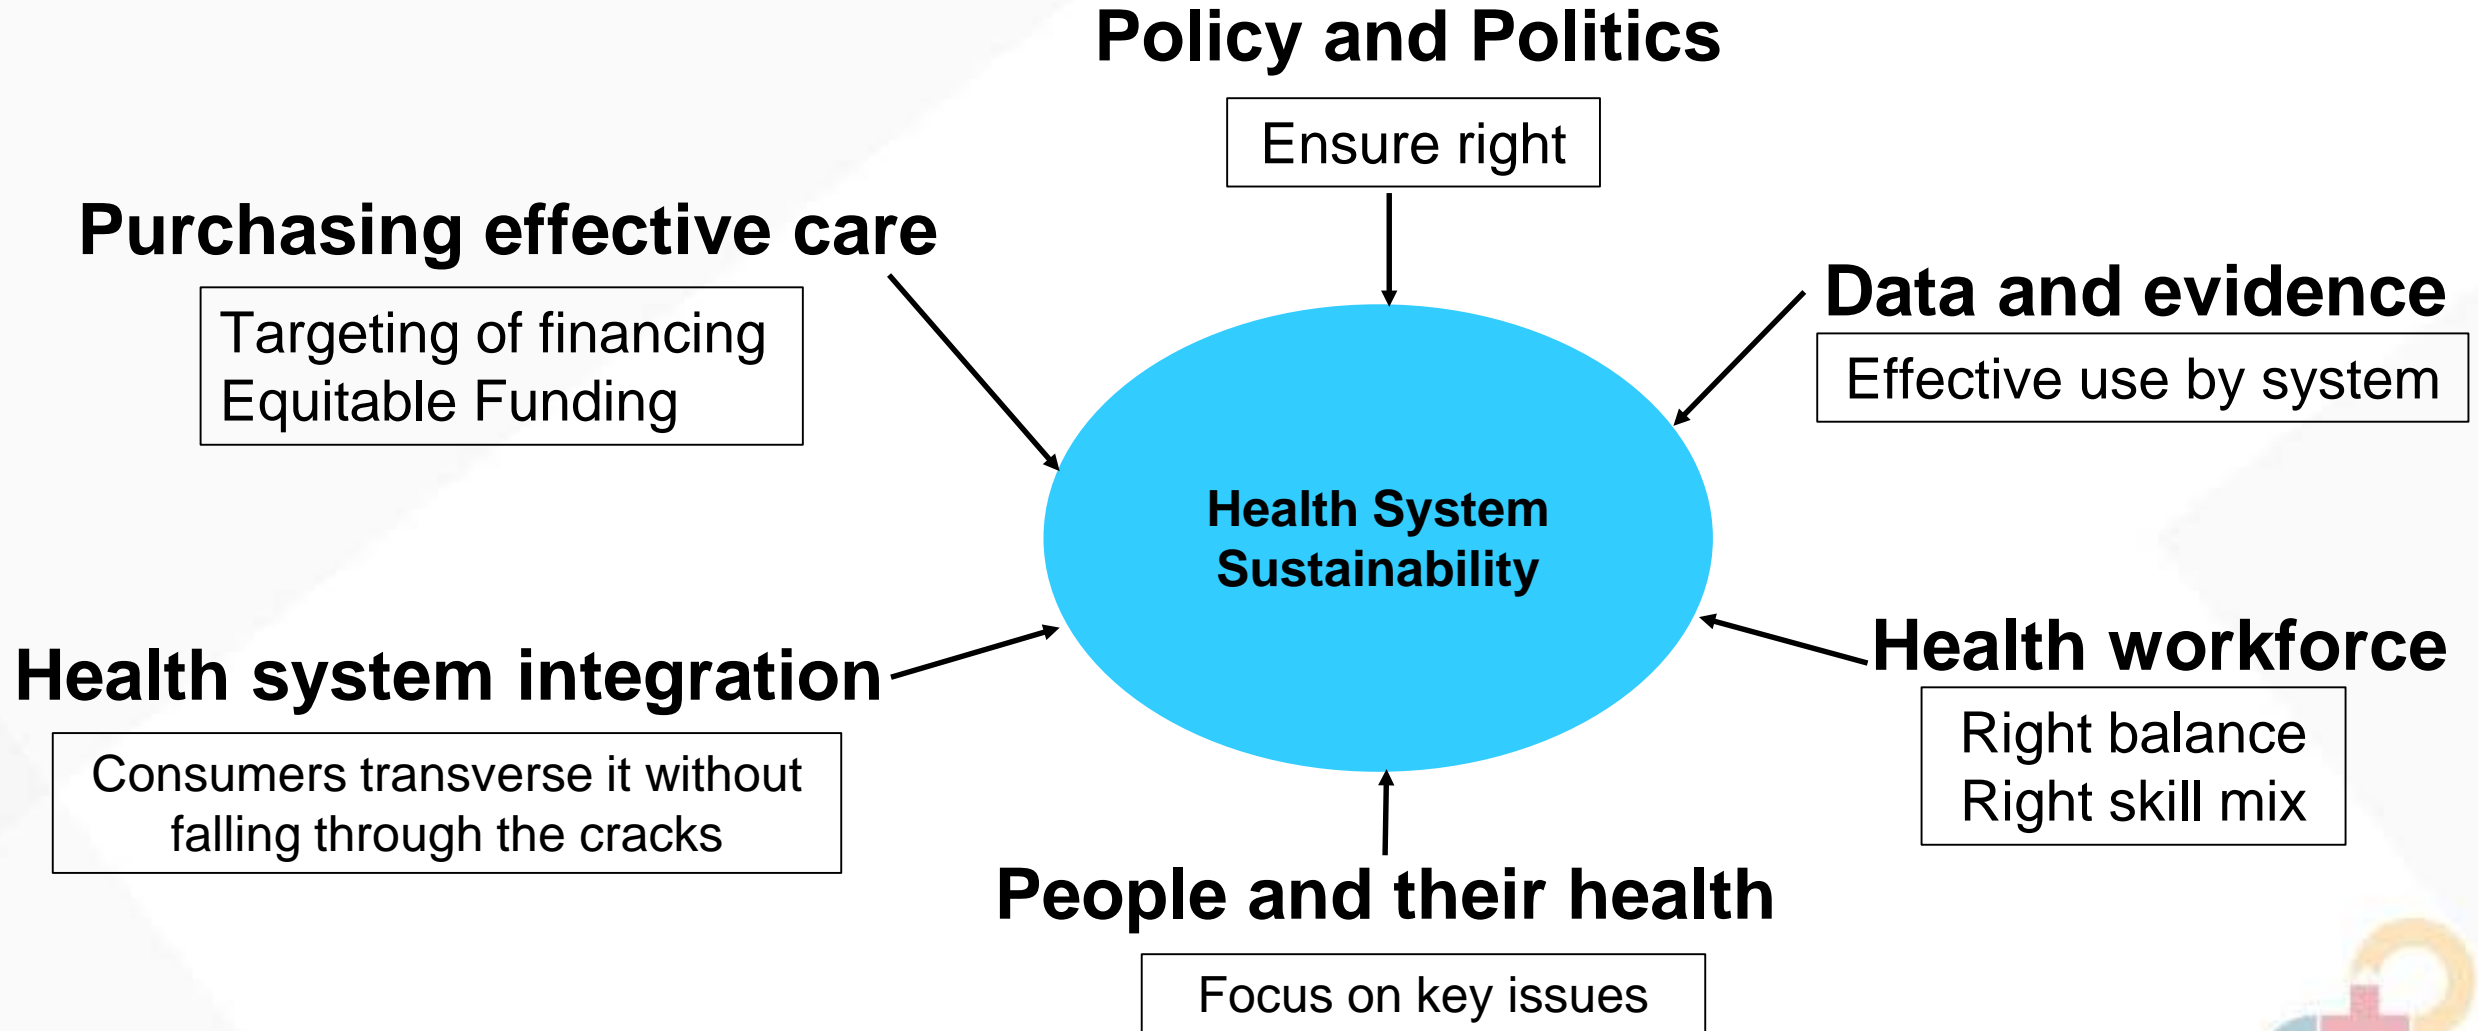 Policy and Politics
Ensure right
Purchasing effective care
Targeting of financing
Equitable Funding
Data and evidence
Effective use by system
Health System
Sustainability
Health system integration
Consumers transverse it without
falling through the cracks
Health workforce
Right balance
Right skill mix
People and their health
Focus on key issues